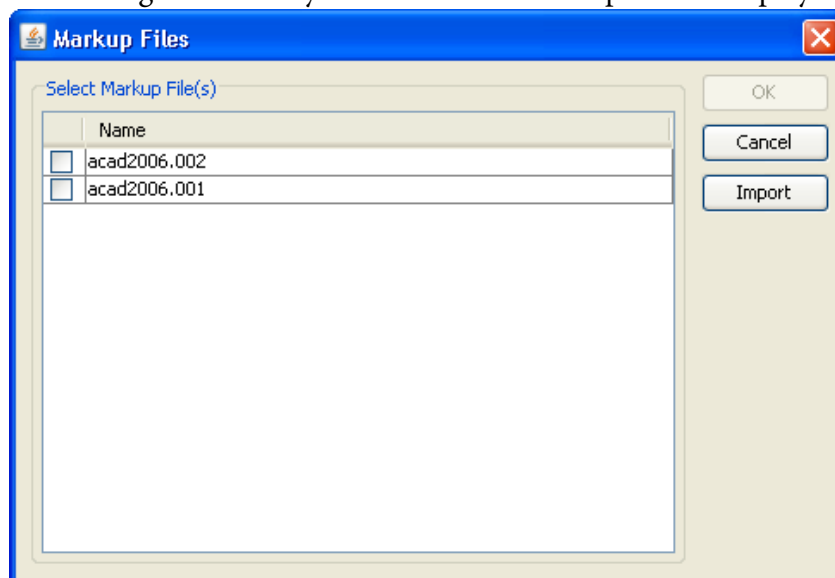 Markup Files
Select Markup File(s)
OK
Name
Cancel
acad2006.002
acad2006.001
Import